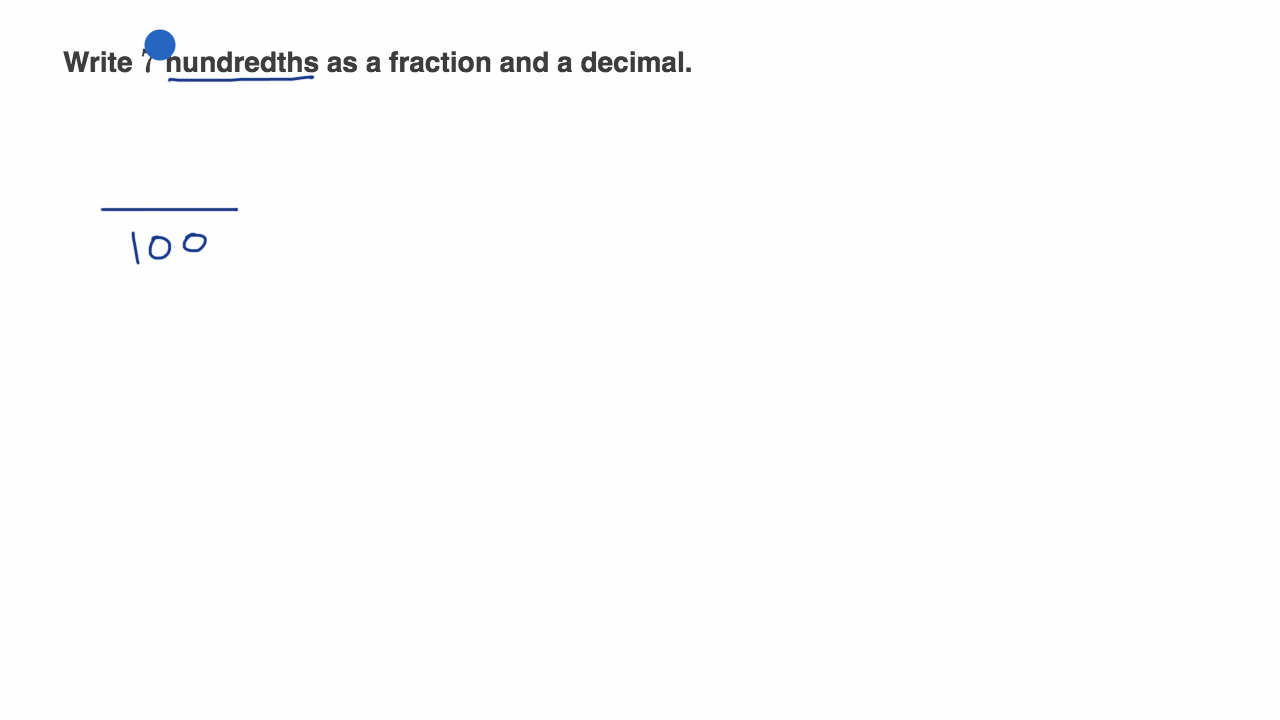 Write 7 hundredths as a fraction and a decimal.
100